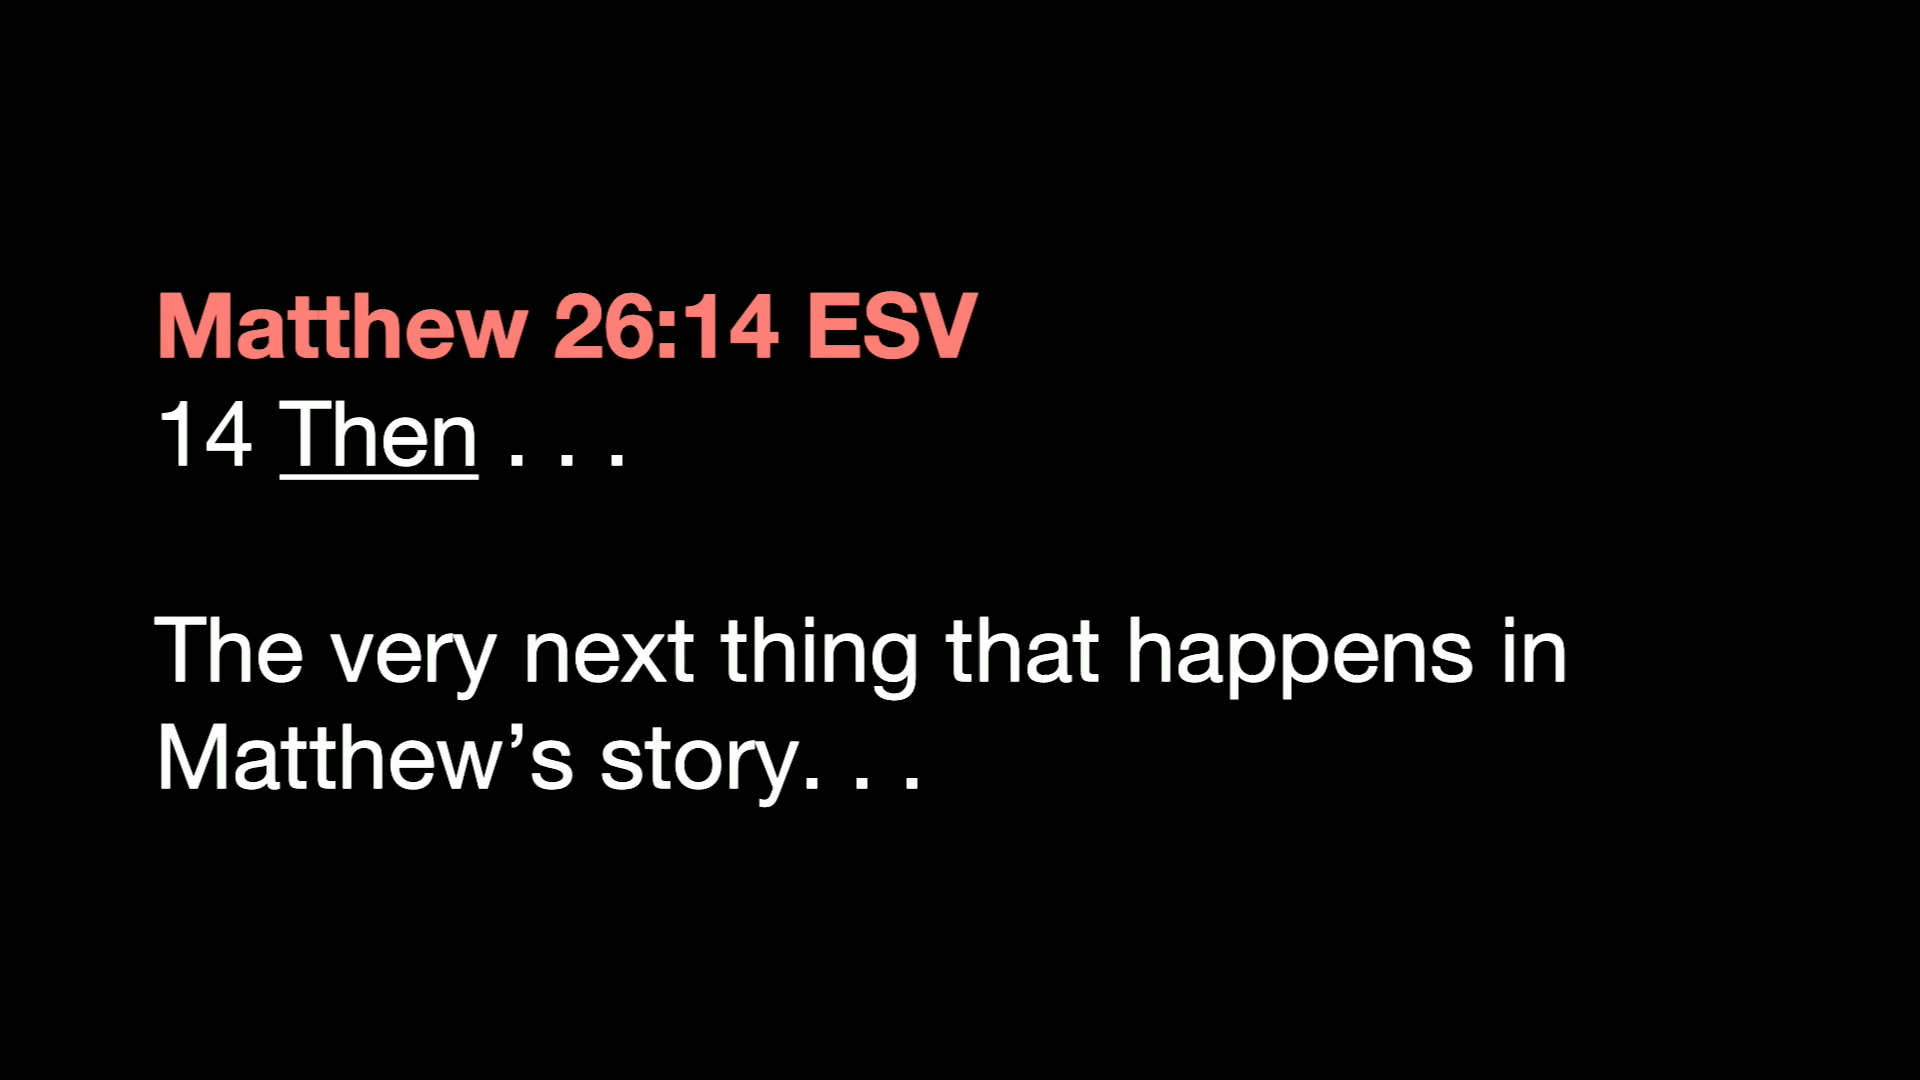 Matthew 26:14 ESV
14 Then . . .
The very next thing that happens in
Matthew’s story. . .